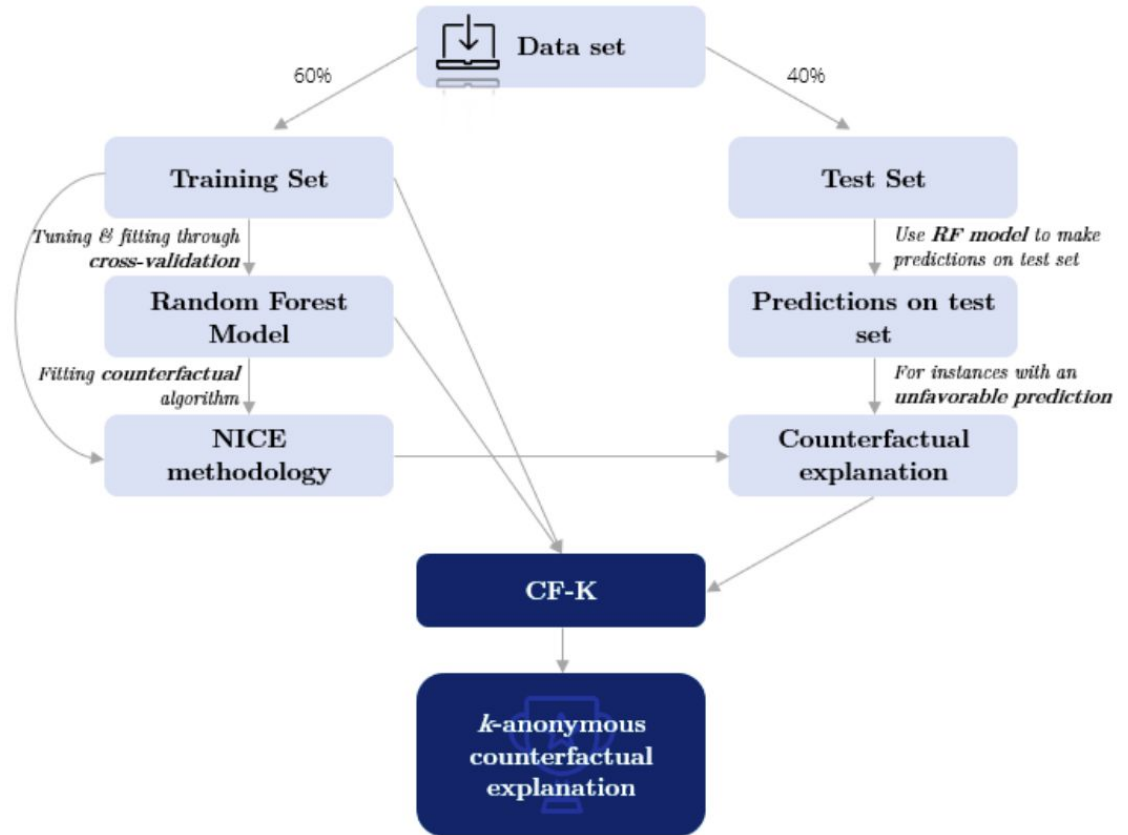 Data set
60%
40%
Training Set
Test Set
Tuning & fitting through
cross-validation
Use RF model to make
predictions on test set
Random Forest
Model
Predictions on test
set
Fitting counterfactual
algorithm
For instances with an
unfavorable prediction
NICE
methodology
Counterfactual
explanation
CF-K
k-anonymous
counterfactual
explanation